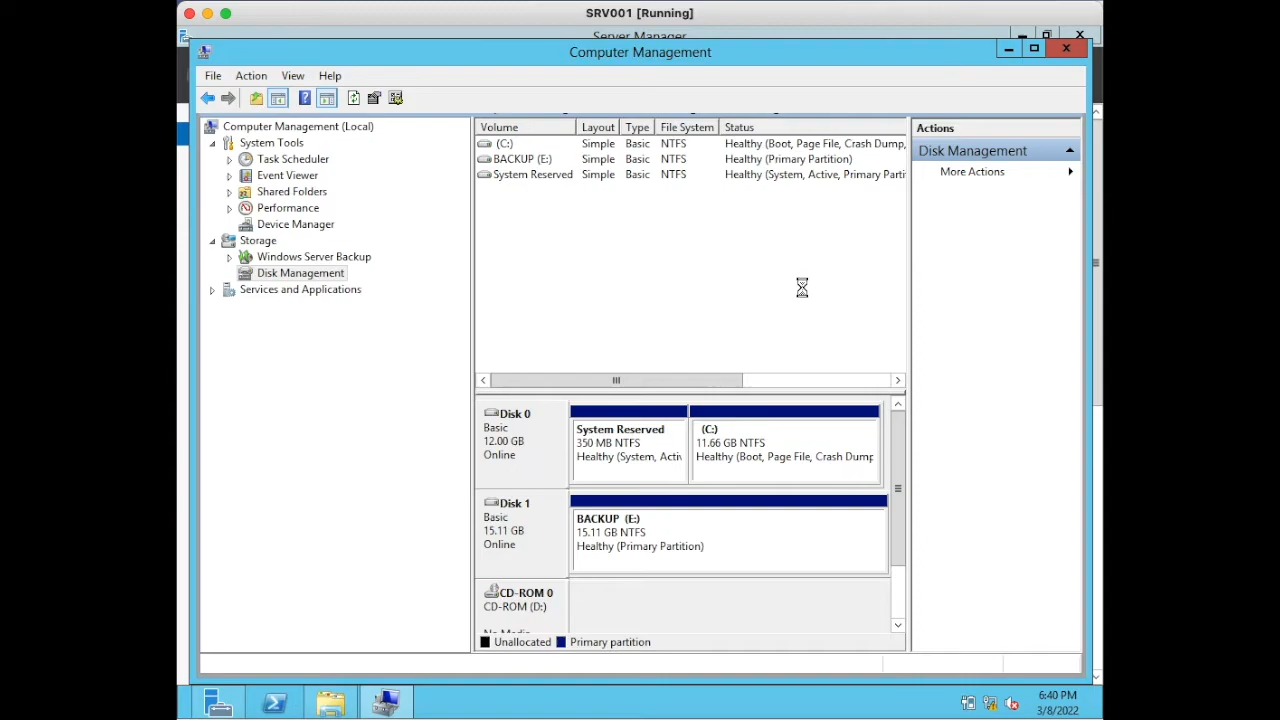 SRV001 [Running]
Server Manager
Computer Management
File Action View Help
Computer Management (Local)
System Tools
Task Scheduler
Event Viewer
Shared Folders
Performance
Device Manager
Storage
Windows Server Backup
Disk Management
Services and Applications
Volume Layout Type File System Status
(C:) Simple Basic NTFS Healthy (Boot, Page File, Crash Dump,
BACKUP (E:) Simple Basic NTFS Healthy (Primary Partition)
System Reserved Simple Basic NTFS Healthy (System, Active, Primary Parti
Disk 0
Basic
12.00 GB
Online
System Reserved
350 MB NTFS
Healthy (System, Activ
(C:)
11.66 GB NTFS
Healthy (Boot, Page File, Crash Dump
Disk 1
Basic
15.11 GB
Online
BACKUP (E:)
15.11 GB NTFS
Healthy (Primary Partition)
CD-ROM 0
CD-ROM (D:)
No Media
Unallocated Primary partition
Actions
Disk Management
More Actions
6:40 PM
3/8/2022